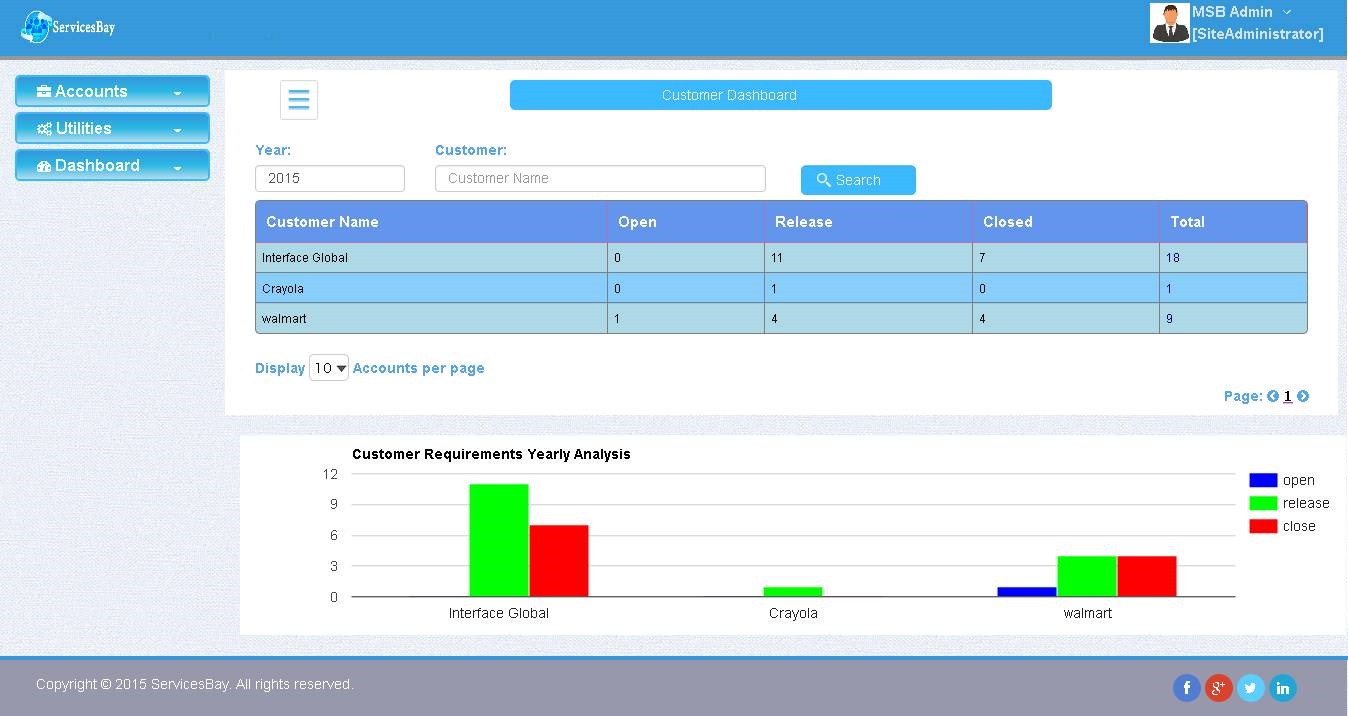 ServicesBay
MSB Admin
[SiteAdministrator]
Accounts
Utilities
Dashboard
Customer Dashboard
Year:
Customer:
2015
Customer Name
Search
Customer Name Open Release Closed Total
Interface Global 0 11 7 18
Crayola 0 1 0 1
walmart 1 4 4 9
Display 10 Accounts per page
Page: 1
Customer Requirements Yearly Analysis
12
9
6
3
0
Interface Global Crayola walmart
open
release
close
Copyright © 2015 ServicesBay. All rights reserved.
f g+ in